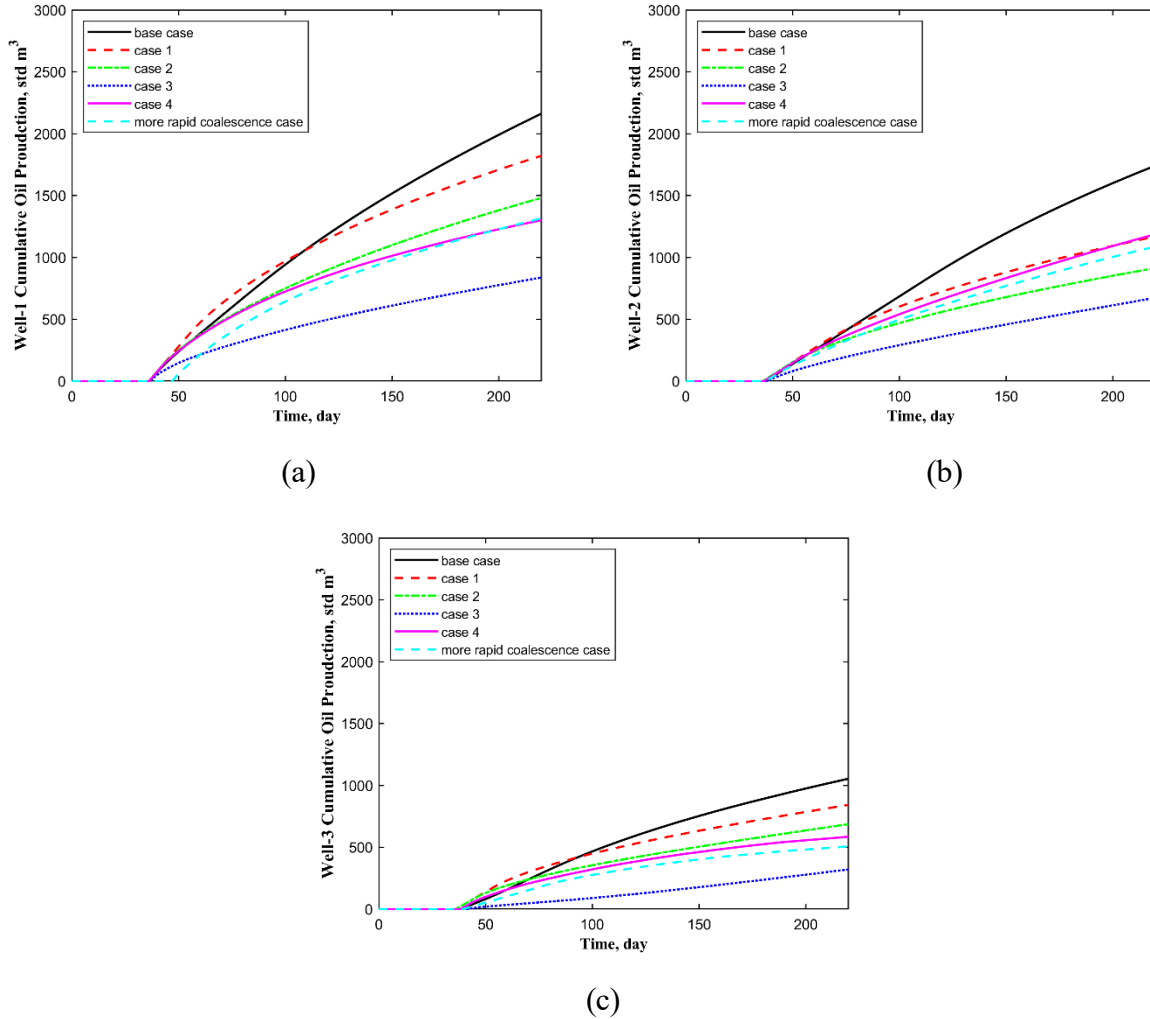 3000
2500
2000
1500
1000
500
0
Well-1 Cumulative Oil Proudction, std m³
base case
case 1
case 2
case 3
case 4
more rapid coalescence case
0 50 100 150 200
Time, day
(a)
3000
2500
2000
1500
1000
500
0
Well-2 Cumulative Oil Proudction, std m³
base case
case 1
case 2
case 3
case 4
more rapid coalescence case
0 50 100 150 200
Time, day
(b)
3000
2500
2000
1500
1000
500
0
Well-3 Cumulative Oil Proudction, std m³
base case
case 1
case 2
case 3
case 4
more rapid coalescence case
0 50 100 150 200
Time, day
(c)